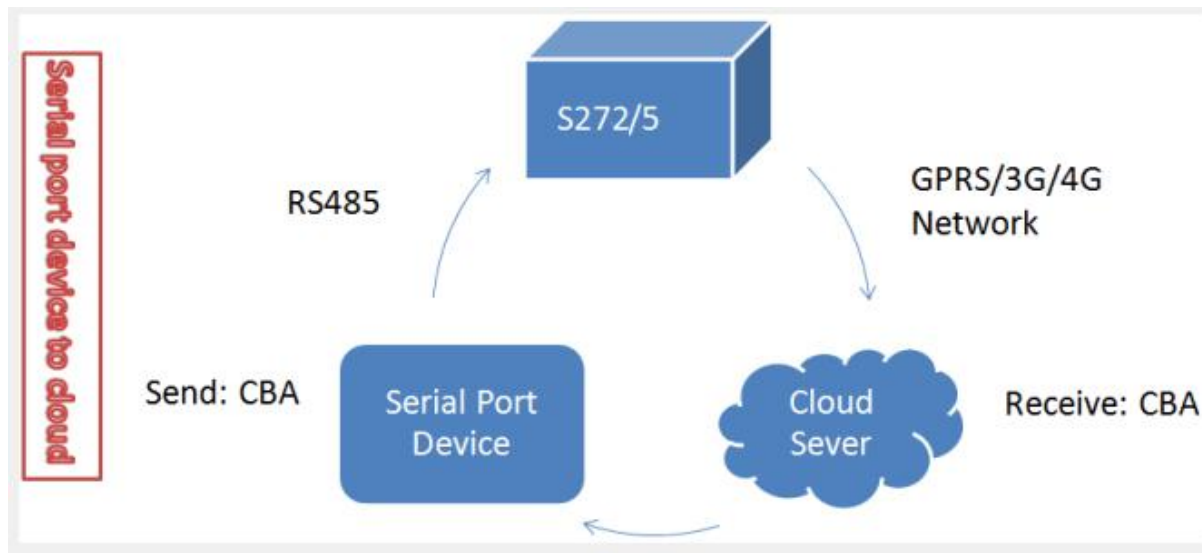 Serial port device to cloud
S272/5
RS485
GPRS/3G/4G
Network
Send: CBA
Serial Port
Device
Cloud
Sever
Receive: CBA